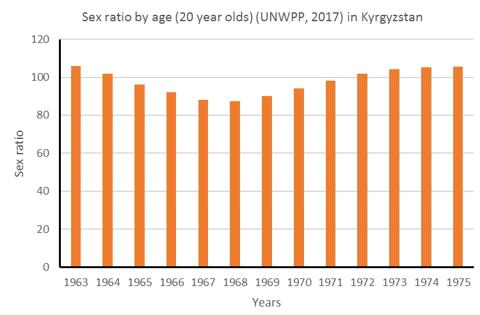 Sex ratio by age (20 year olds) (UNWPP, 2017) in Kyrgyzstan
120
100
80
60
40
20
0
Sex ratio
1963 1964 1965 1966 1967 1968 1969 1970 1971 1972 1973 1974 1975
Years